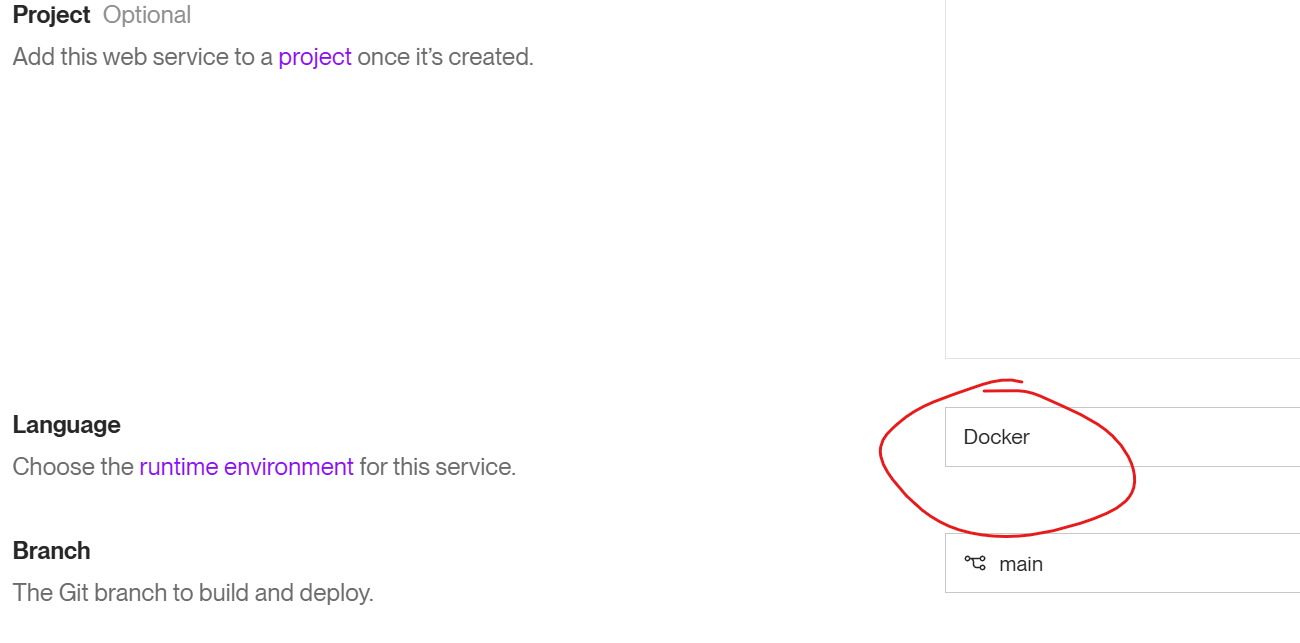 Project Optional
Add this web service to a project once it’s created.
Language
Docker
Choose the runtime environment for this service.
Branch
main
The Git branch to build and deploy.